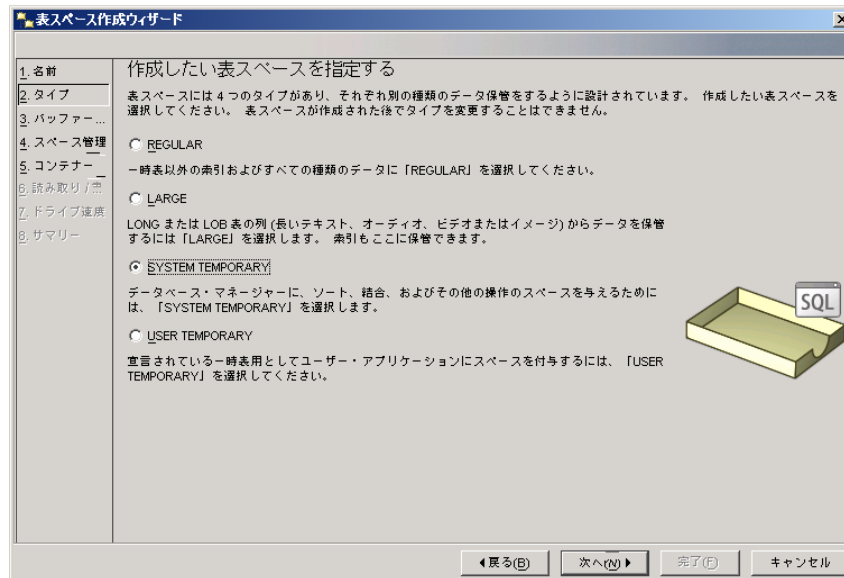 表スペース作成ウィザード
1. 名前
2. タイプ
3. バッファー...
4. スペース管理
5. コンテナー
6. 読み取り /
7. ドライブ速度
8. サマリー
作成したい表スペースを指定する
表スペースには 4 つのタイプがあり、それぞれ別の種類のデータ保管をするように設計されています。 作成したい表スペースを
選択してください。 表スペースが作成された後でタイプを変更することはできません。
REGULAR
一時表以外の索引およびすべての種類のデータに「REGULAR」を選択してください。
LARGE
LONG または LOB 表の列 (長いテキスト、オーディオ、ビデオまたはイメージ) からデータを保管
するには「LARGE」を選択します。 索引もここに保管できます。
SYSTEM TEMPORARY
データベース・マネージャーに、ソート、結合、およびその他の操作のスペースを与えるために
は、「SYSTEM TEMPORARY」を選択します。
USER TEMPORARY
宣言されている一時表用としてユーザー・アプリケーションにスペースを付与するには、「USER
TEMPORARY」を選択してください。
SQL
戻る(B)
次へ(N)
完了(F)
キャンセル